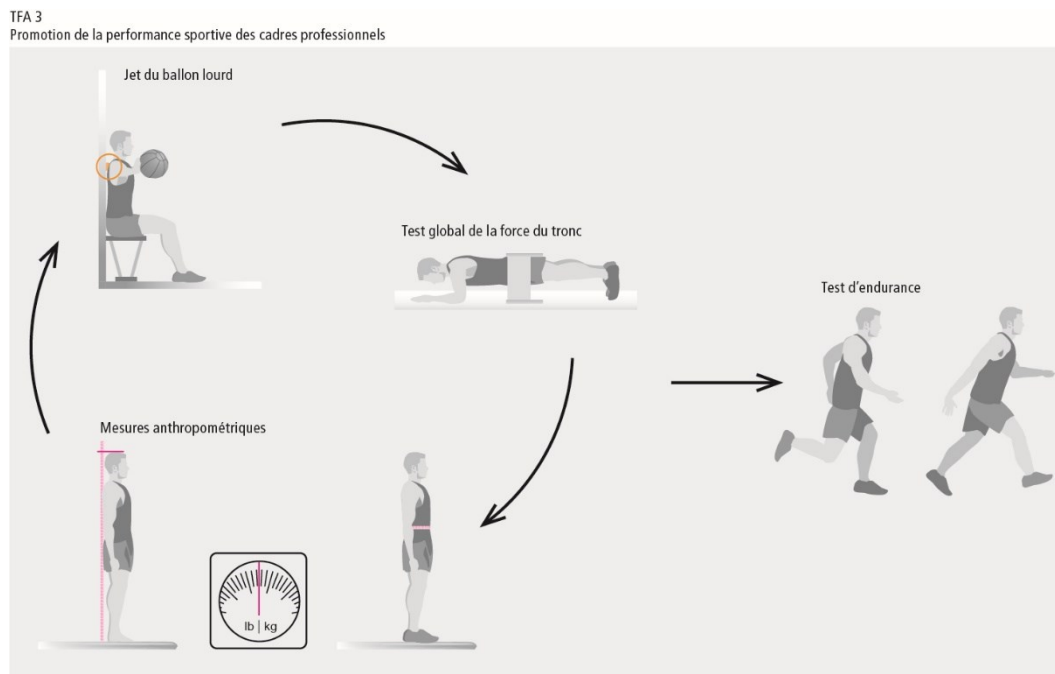 TFA 3
Promotion de la performance sportive des cadres professionnels
Jet du ballon lourd
Test global de la force du tronc
Test d’endurance
Mesures anthropométriques
lb | kg